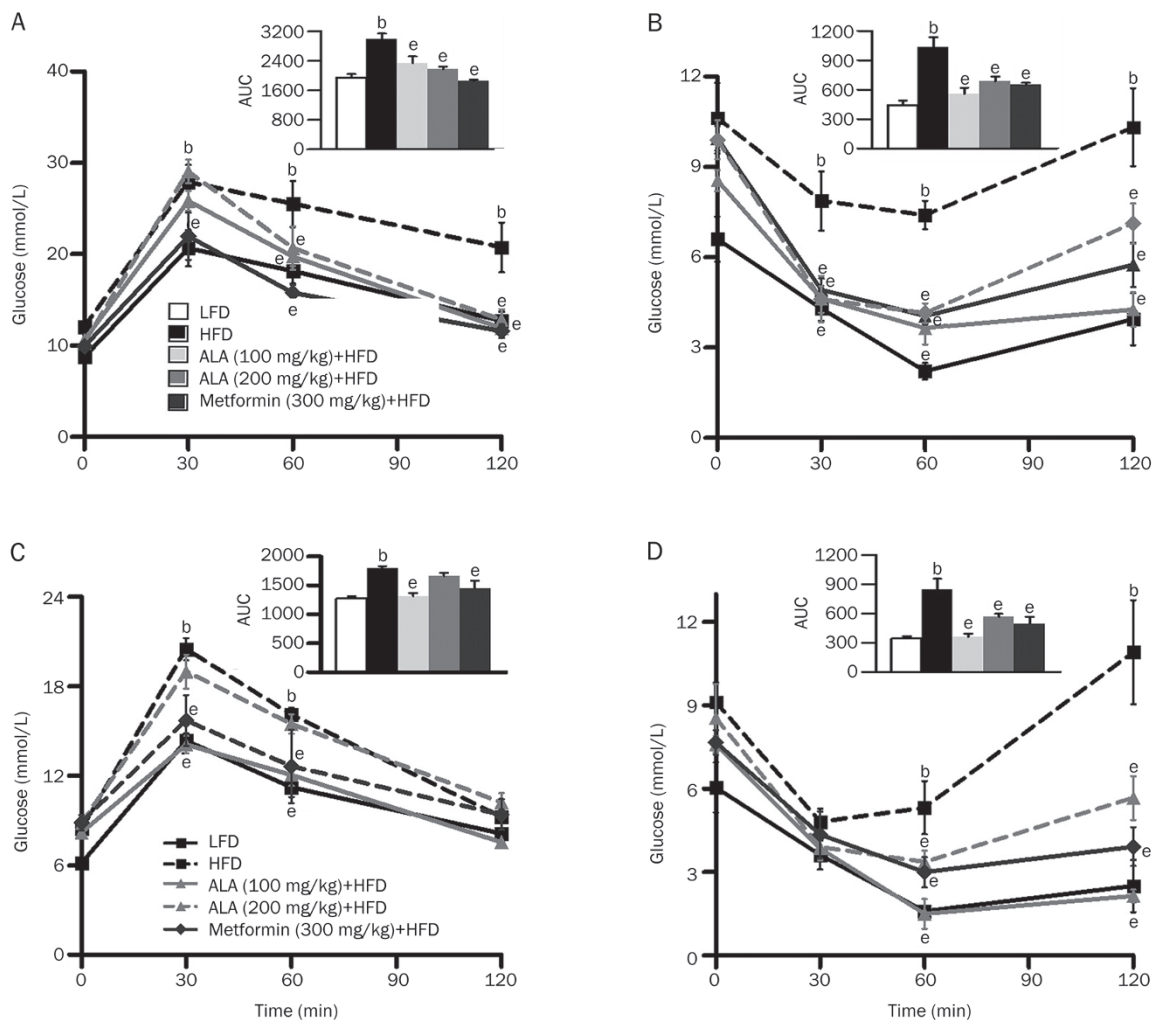 A
3200
2400
1600
800
0
AUC
b
e
e
e
40
30
20
10
0
Glucose (mmol/L)
b
e
b
e
e
e
b
e
e
e
LFD
HFD
ALA (100 mg/kg)+HFD
ALA (200 mg/kg)+HFD
Metformin (300 mg/kg)+HFD
0 30 60 90 120
B
1200
900
600
300
0
AUC
b
e
e
e
12
9
6
3
0
Glucose (mmol/L)
b
e
e
e
b
e
e
e
b
e
e
e
0 30 60 90 120
C
2000
1500
1000
500
0
AUC
b
e
e
24
18
12
6
0
Glucose (mmol/L)
b
e
e
b
e
e
LFD
HFD
ALA (100 mg/kg)+HFD
ALA (200 mg/kg)+HFD
Metformin (300 mg/kg)+HFD
0 30 60 90 120
Time (min)
D
1200
900
600
300
0
AUC
b
e
e
e
12
9
6
3
0
Glucose (mmol/L)
b
e
e
e
b
e
e
e
0 30 60 90 120
Time (min)